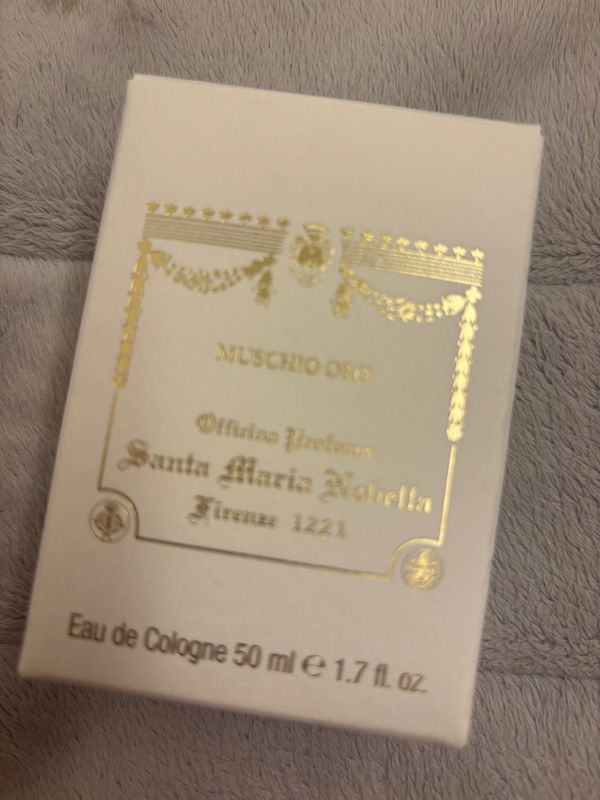 MUSCHIO ORO
Officina Profumo
Santa Maria Novella
Firenze 1221
Eau de Cologne 50 ml ℮ 1.7 fl. oz.